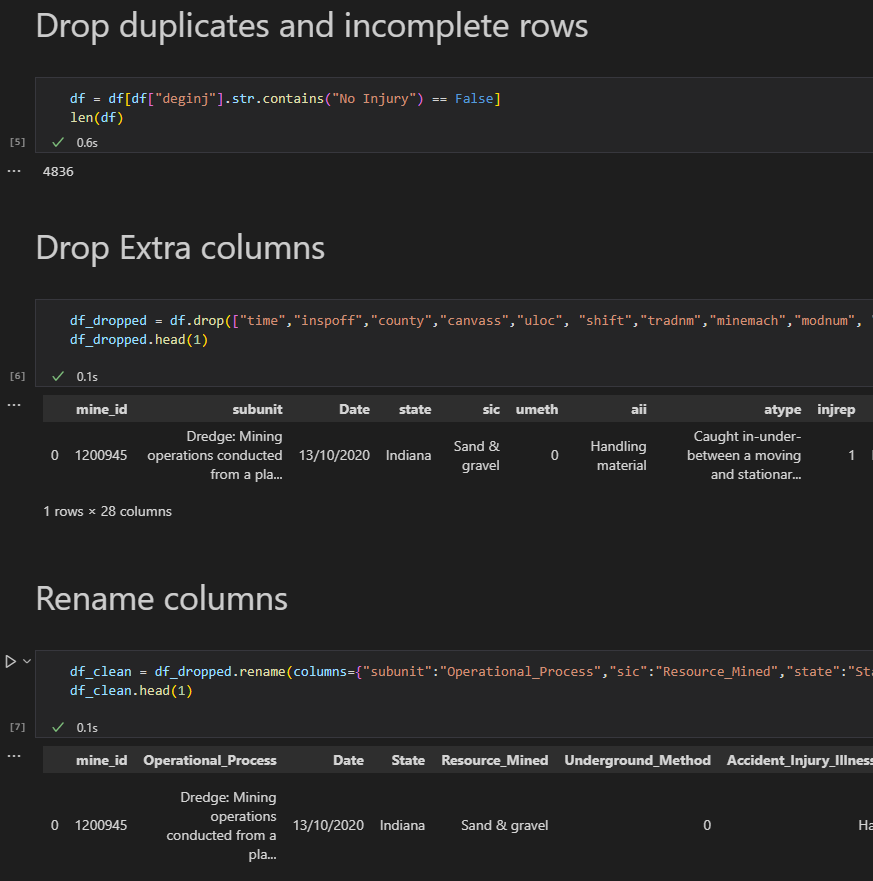 Drop duplicates and incomplete rows
df = df[df["deginj"].str.contains("No Injury") == False]
len(df)
[5] 0.6s
... 4836
Drop Extra columns
df_dropped = df.drop(["time","inspoff","county","canvass","uloc", "shift","tradnm","minemach","modnum", "
df_dropped.head(1)
[6] 0.1s
...
mine_id subunit Date state sic umeth aii atype injrep
0 1200945 Dredge: Mining operations conducted from a pla... 13/10/2020 Indiana Sand & gravel 0 Handling material Caught in-under-between a moving and stationar... 1
1 rows × 28 columns
Rename columns
df_clean = df_dropped.rename(columns={"subunit":"Operational_Process","sic":"Resource_Mined","state":"Sta
df_clean.head(1)
[7] 0.1s
...
mine_id Operational_Process Date State Resource_Mined Underground_Method Accident_Injury_Illness
0 1200945 Dredge: Mining operations conducted from a pla... 13/10/2020 Indiana Sand & gravel 0 Ha